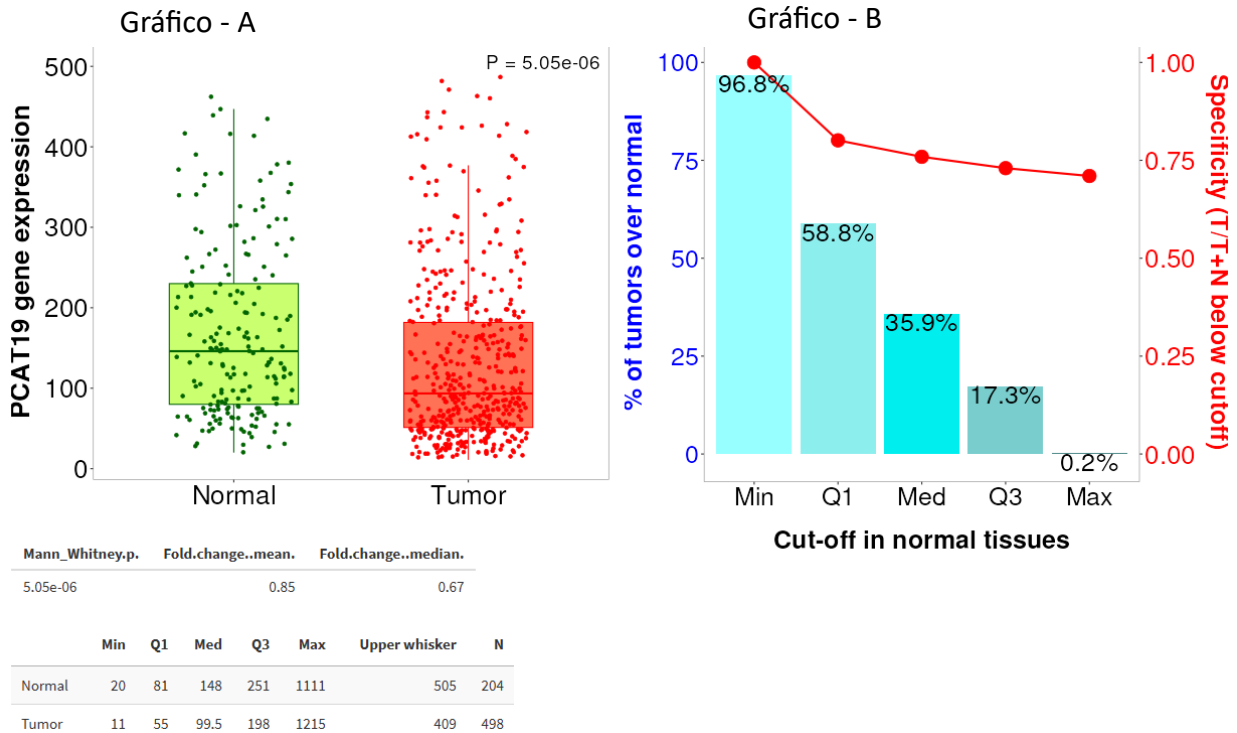 Gráfico - A
P = 5.05e-06
500
400
300
200
100
0
PCAT19 gene expression
Normal Tumor
Gráfico - B
100
75
50
25
0
% of tumors over normal
96.8%
58.8%
35.9%
17.3%
0.2%
1.00
0.75
0.50
0.25
0.00
Specificity (T/T+N below cutoff)
Min Q1 Med Q3 Max
Cut-off in normal tissues
Mann_Whitney.p. Fold.change..mean. Fold.change..median.
5.05e-06 0.85 0.67
Min Q1 Med Q3 Max Upper whisker N
Normal 20 81 148 251 1111 505 204
Tumor 11 55 99.5 198 1215 409 498